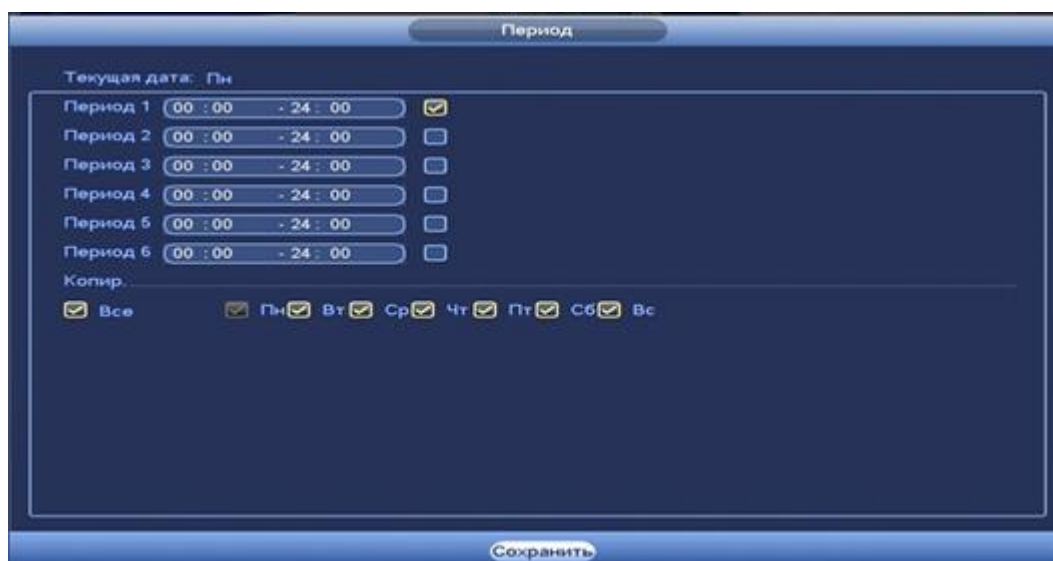 Период
Текущая дата: Пн
Период 1 00 : 00 - 24 : 00
Период 2 00 : 00 - 24 : 00
Период 3 00 : 00 - 24 : 00
Период 4 00 : 00 - 24 : 00
Период 5 00 : 00 - 24 : 00
Период 6 00 : 00 - 24 : 00
Копир.
Все Пн Вт Ср Чт Пт Сб Вс
Сохранить